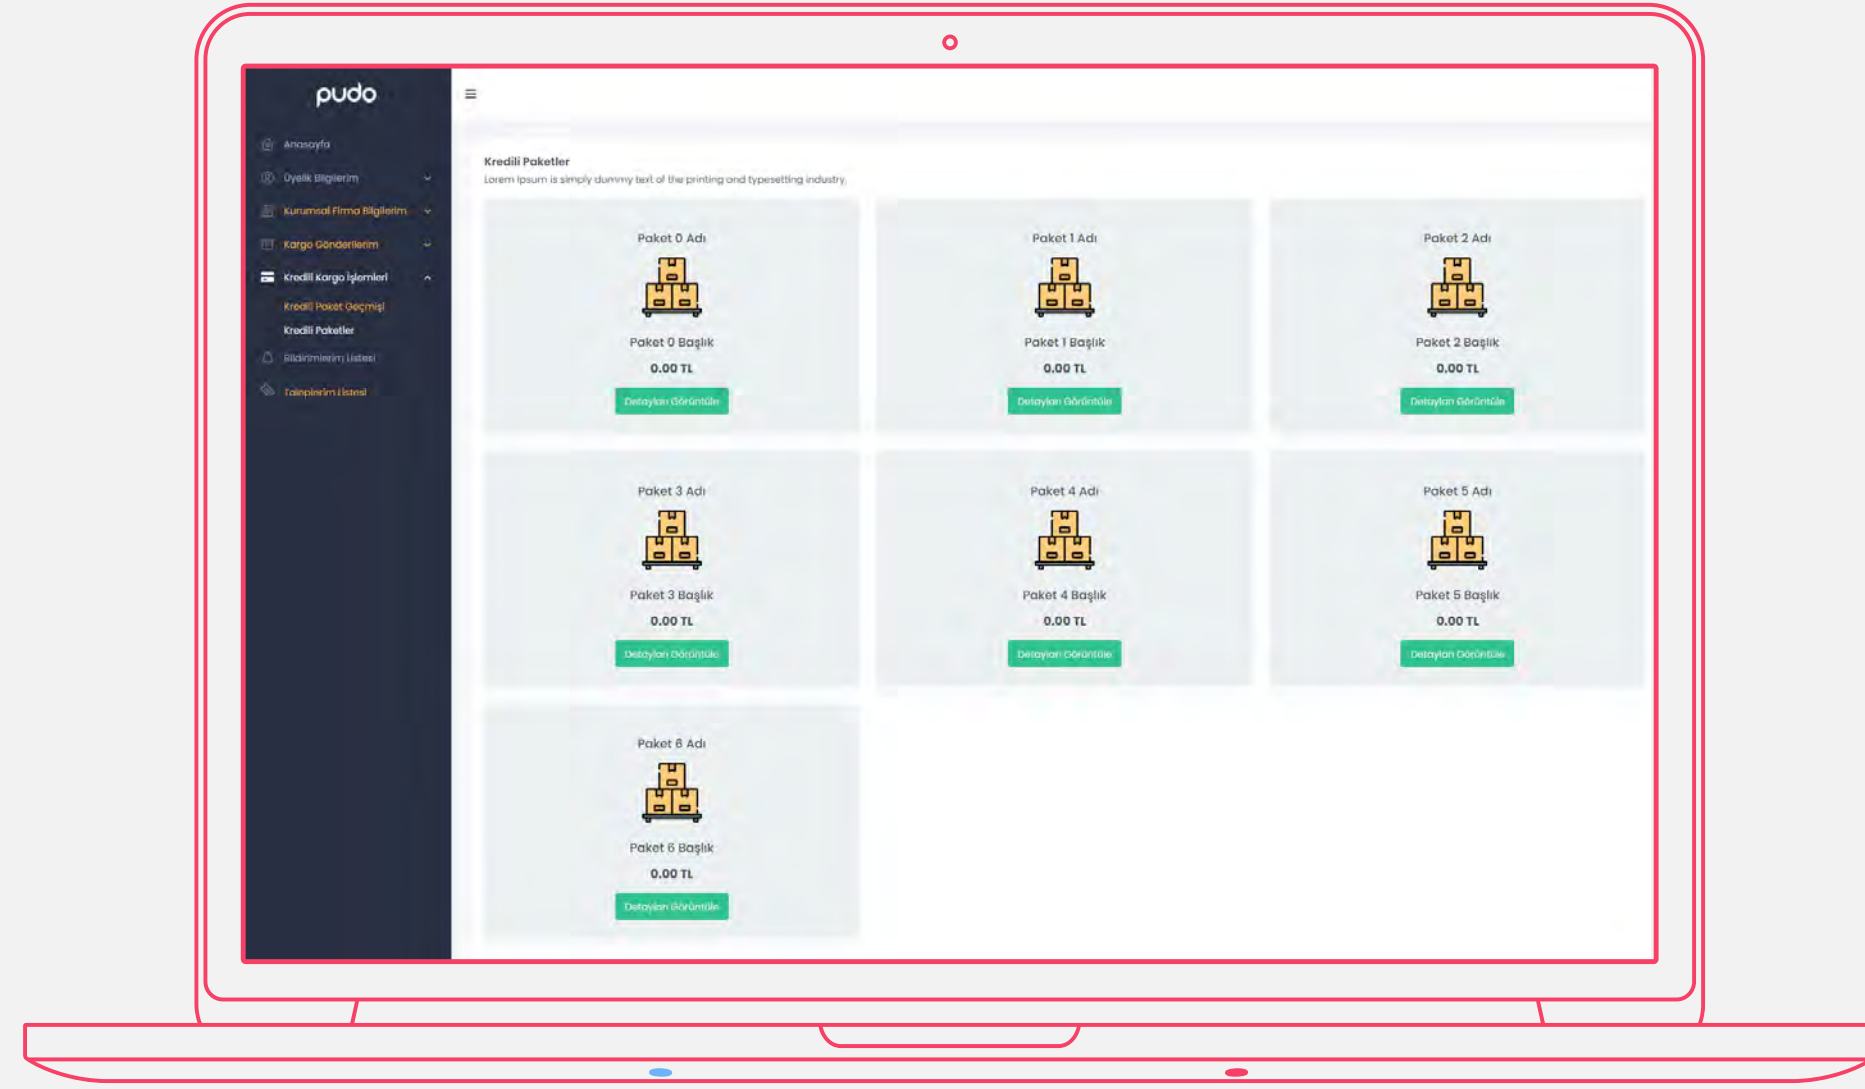 pudo
Anasayfa
Üyelik Bilgilerim
Kurumsal Firma Bilgilerim
Kargo Gönderilerim
Kredili Kargo İşlemleri
Kredili Paket Geçmişi
Kredili Paketler
Bildirimlerim Listesi
Taleplerim Listesi
Kredili Paketler
Lorem Ipsum is simply dummy text of the printing and typesetting industry.
Paket 0 Adı
Paket 0 Başlık
0.00 TL
Detayları Görüntüle
Paket 1 Adı
Paket 1 Başlık
0.00 TL
Detayları Görüntüle
Paket 2 Adı
Paket 2 Başlık
0.00 TL
Detayları Görüntüle
Paket 3 Adı
Paket 3 Başlık
0.00 TL
Detayları Görüntüle
Paket 4 Adı
Paket 4 Başlık
0.00 TL
Detayları Görüntüle
Paket 5 Adı
Paket 5 Başlık
0.00 TL
Detayları Görüntüle
Paket 6 Adı
Paket 6 Başlık
0.00 TL
Detayları Görüntüle